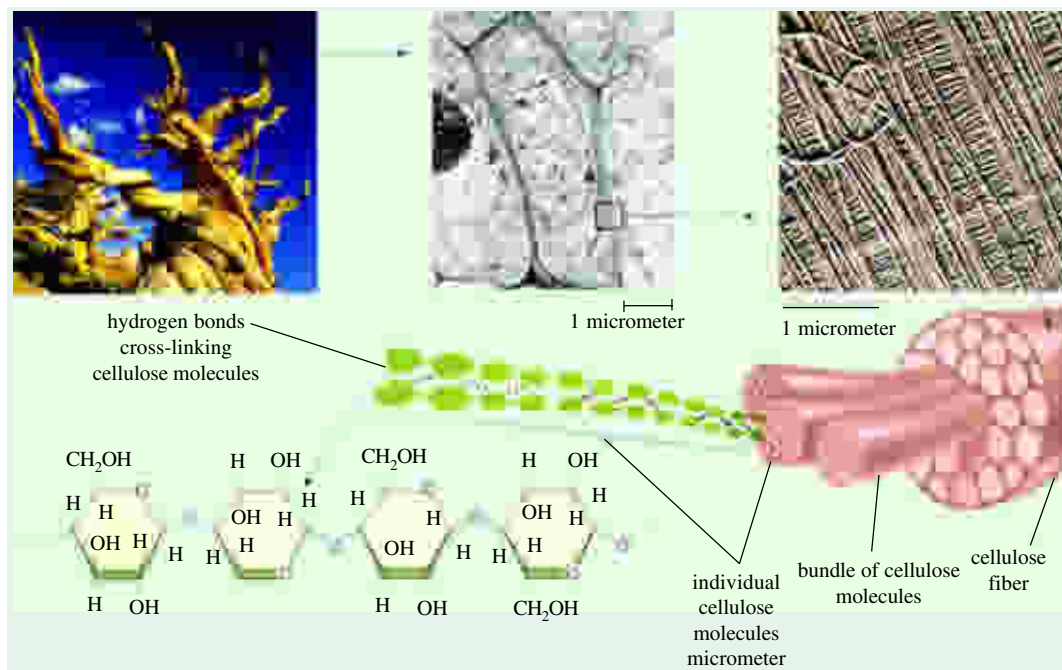 1 micrometer
1 micrometer
hydrogen bonds
cross-linking
cellulose molecules
CH₂OH
H
OH
CH₂OH
H
OH
H
H
OH
H
H
H
OH
H
H
H
H
H
OH
H
H
OH
H
H
H
H
OH
H
OH
CH₂OH
individual
cellulose
molecules
micrometer
bundle of cellulose
molecules
cellulose
fiber